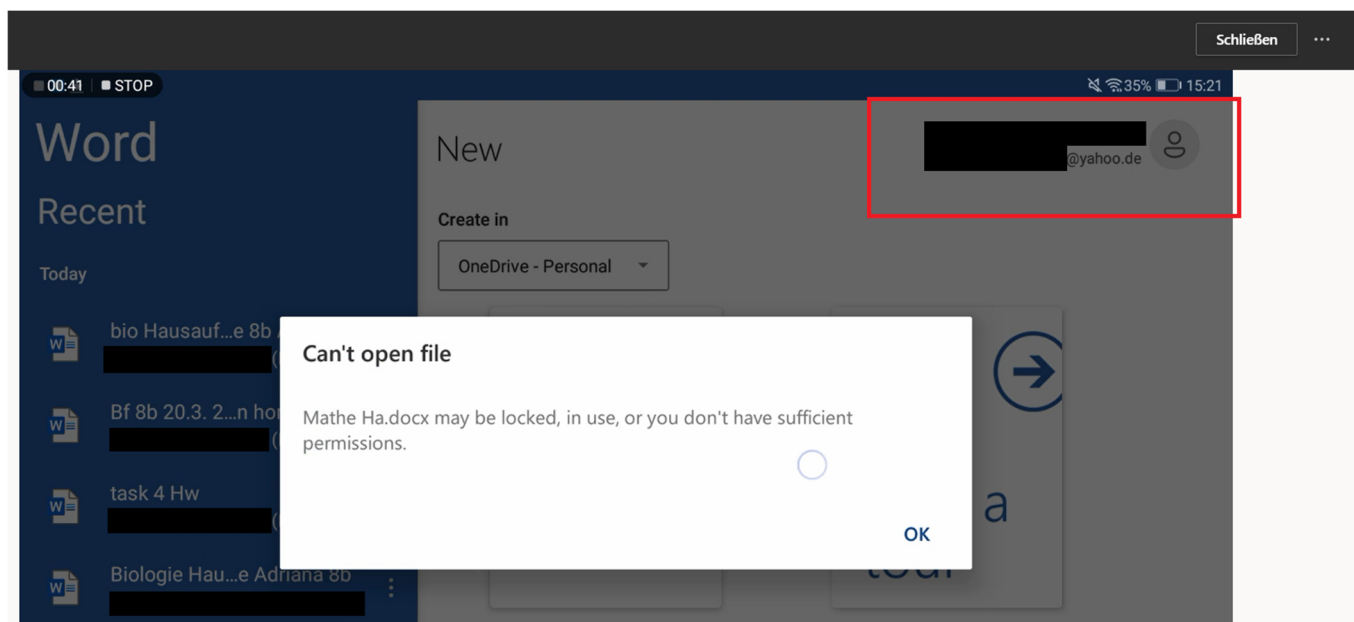 Schließen ...
00:41 STOP
35% 15:21
Word
New
@yahoo.de
Recent
Create in
Today
OneDrive - Personal
bio Hausauf...e 8b
Can't open file
Mathe Ha.docx may be locked, in use, or you don't have sufficient
permissions.
Bf 8b 20.3. 2...n
task 4 Hw
a
OK
Biologie Hau...e Adriana 8b